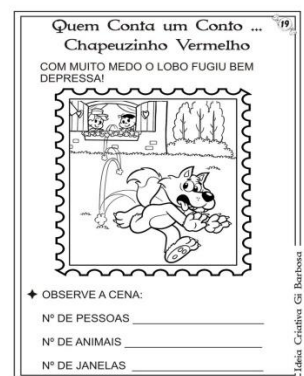 Quem Conta um Conto ...
19
Chapeuzinho Vermelho
COM MUITO MEDO O LOBO FUGIU BEM
DEPRESSA!
OBSERVE A CENA:
Nº DE PESSOAS
Nº DE ANIMAIS
Nº DE JANELAS
Ideia Criativa Gi Barbosa